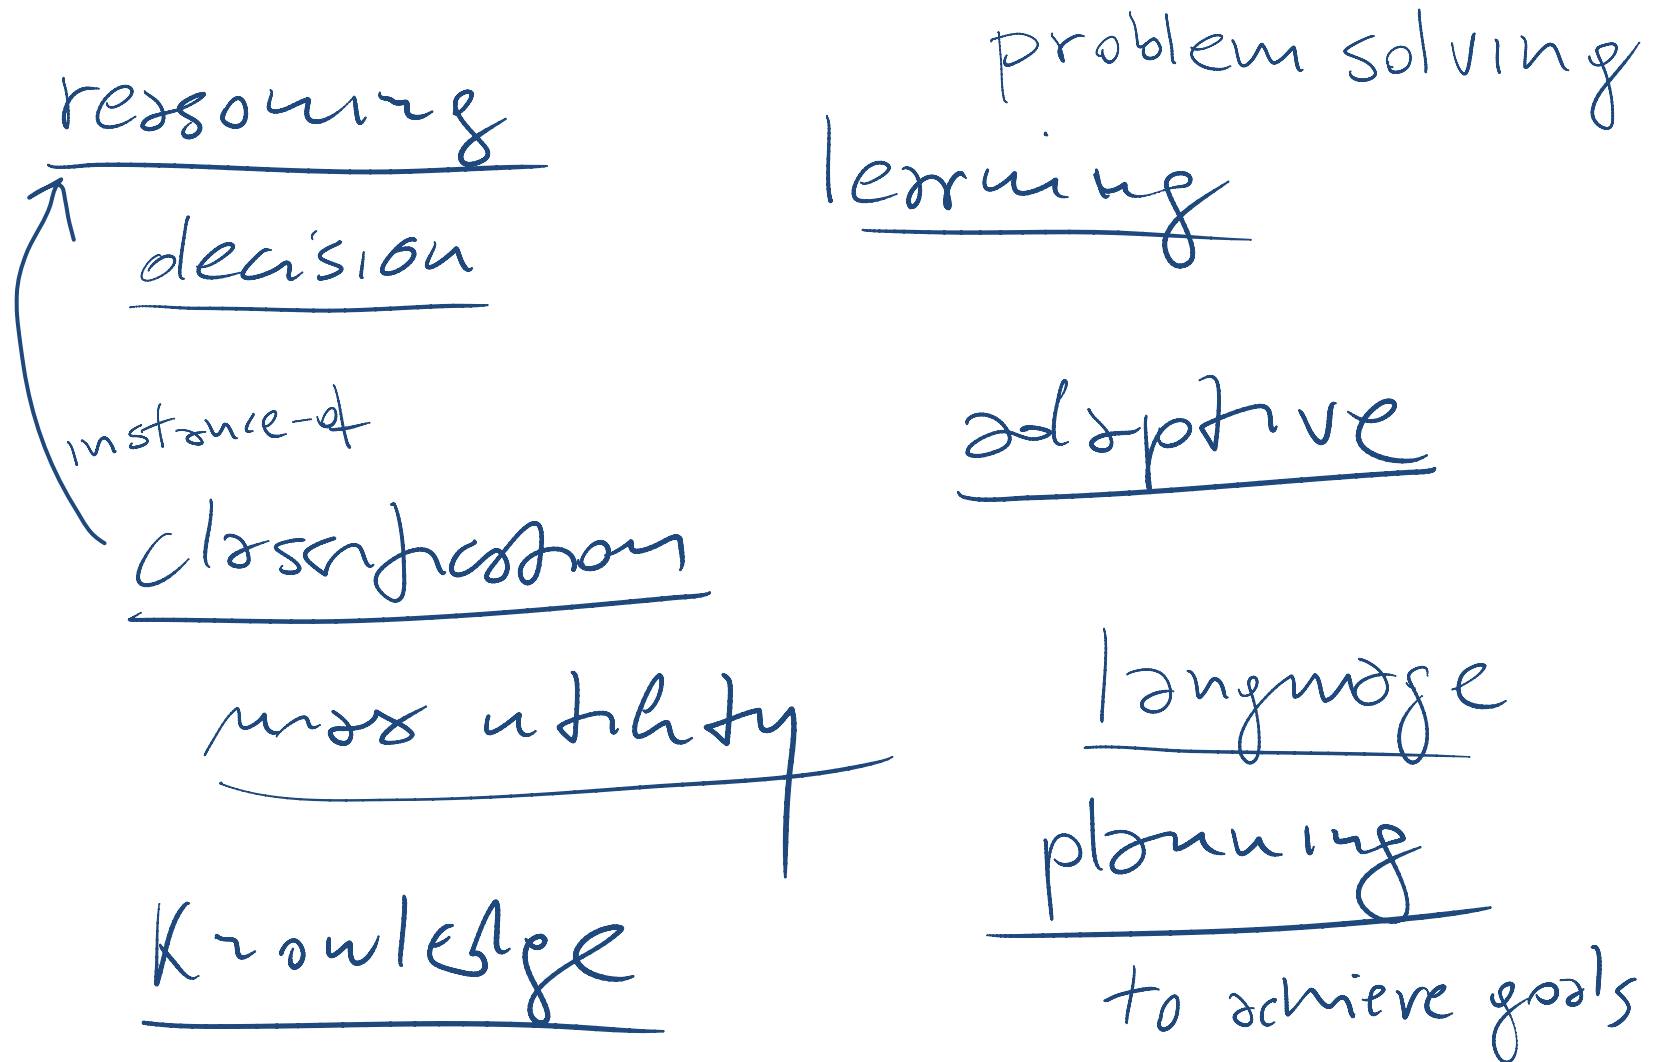 reasoning
decision
instance-of
classification
max utility
Knowledge
problem solving
learning
adaptive
language
planning
to achieve goals